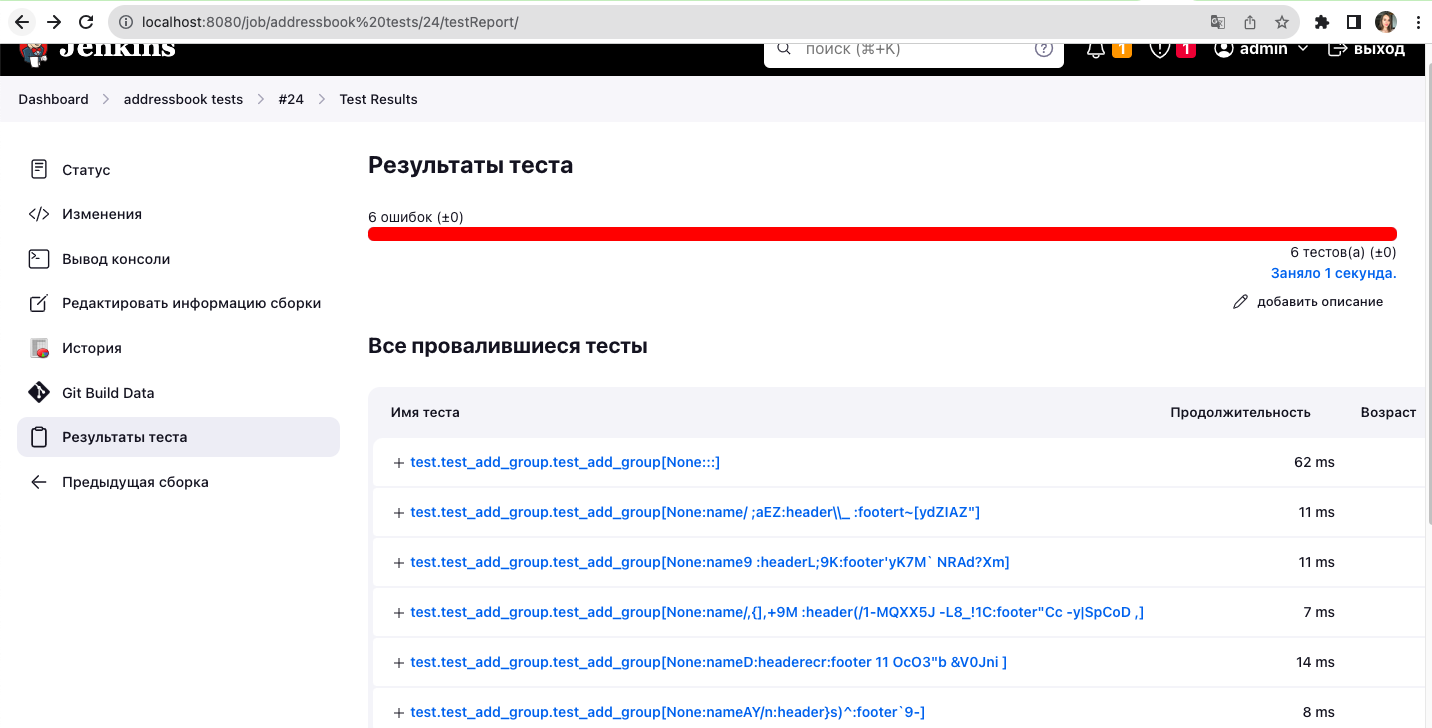 localhost:8080/job/addressbook%20tests/24/testReport/
Jenkins
поиск (⌘+K)
?
1
1
admin
выход
Dashboard > addressbook tests > #24 > Test Results
Статус
Изменения
Вывод консоли
Редактировать информацию сборки
История
Git Build Data
Результаты теста
Предыдущая сборка
Результаты теста
6 ошибок (±0)
6 тестов(а) (±0)
Заняло 1 секунда.
добавить описание
Все провалившиеся тесты
Имя теста Продолжительность Возраст
test.test_add_group.test_add_group[None:::] 62 ms
test.test_add_group.test_add_group[None:name/ ;aEZ:header\\_ :footert~[ydZIAZ"] 11 ms
test.test_add_group.test_add_group[None:name9 :headerL;9K:footer'yK7M` NRAd?Xm] 11 ms
test.test_add_group.test_add_group[None:name/,{],+9M :header(/1-MQXX5J -L8_!1C:footer"Cc -y|SpCoD ,] 7 ms
test.test_add_group.test_add_group[None:nameD:headerecr:footer 11 OcO3"b &V0Jni ] 14 ms
test.test_add_group.test_add_group[None:nameAY/n:header}s)^:footer`9-] 8 ms